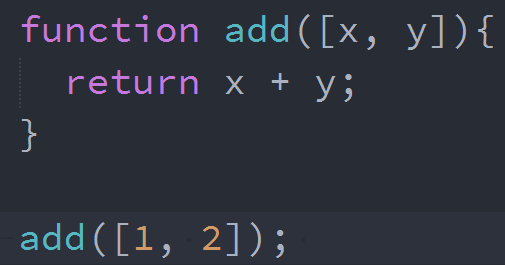 function add([x, y]){
  return x + y;
}

add([1, 2]);